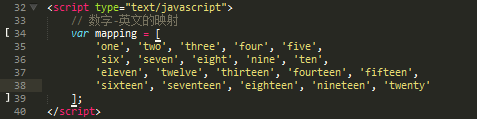 32 <script type="text/javascript">
33 // 数字-英文的映射
34 var mapping = [
35 'one', 'two', 'three', 'four', 'five',
36 'six', 'seven', 'eight', 'nine', 'ten',
37 'eleven', 'twelve', 'thirteen', 'fourteen', 'fifteen',
38 'sixteen', 'seventeen', 'eighteen', 'nineteen', 'twenty'
39 ];
40 </script>